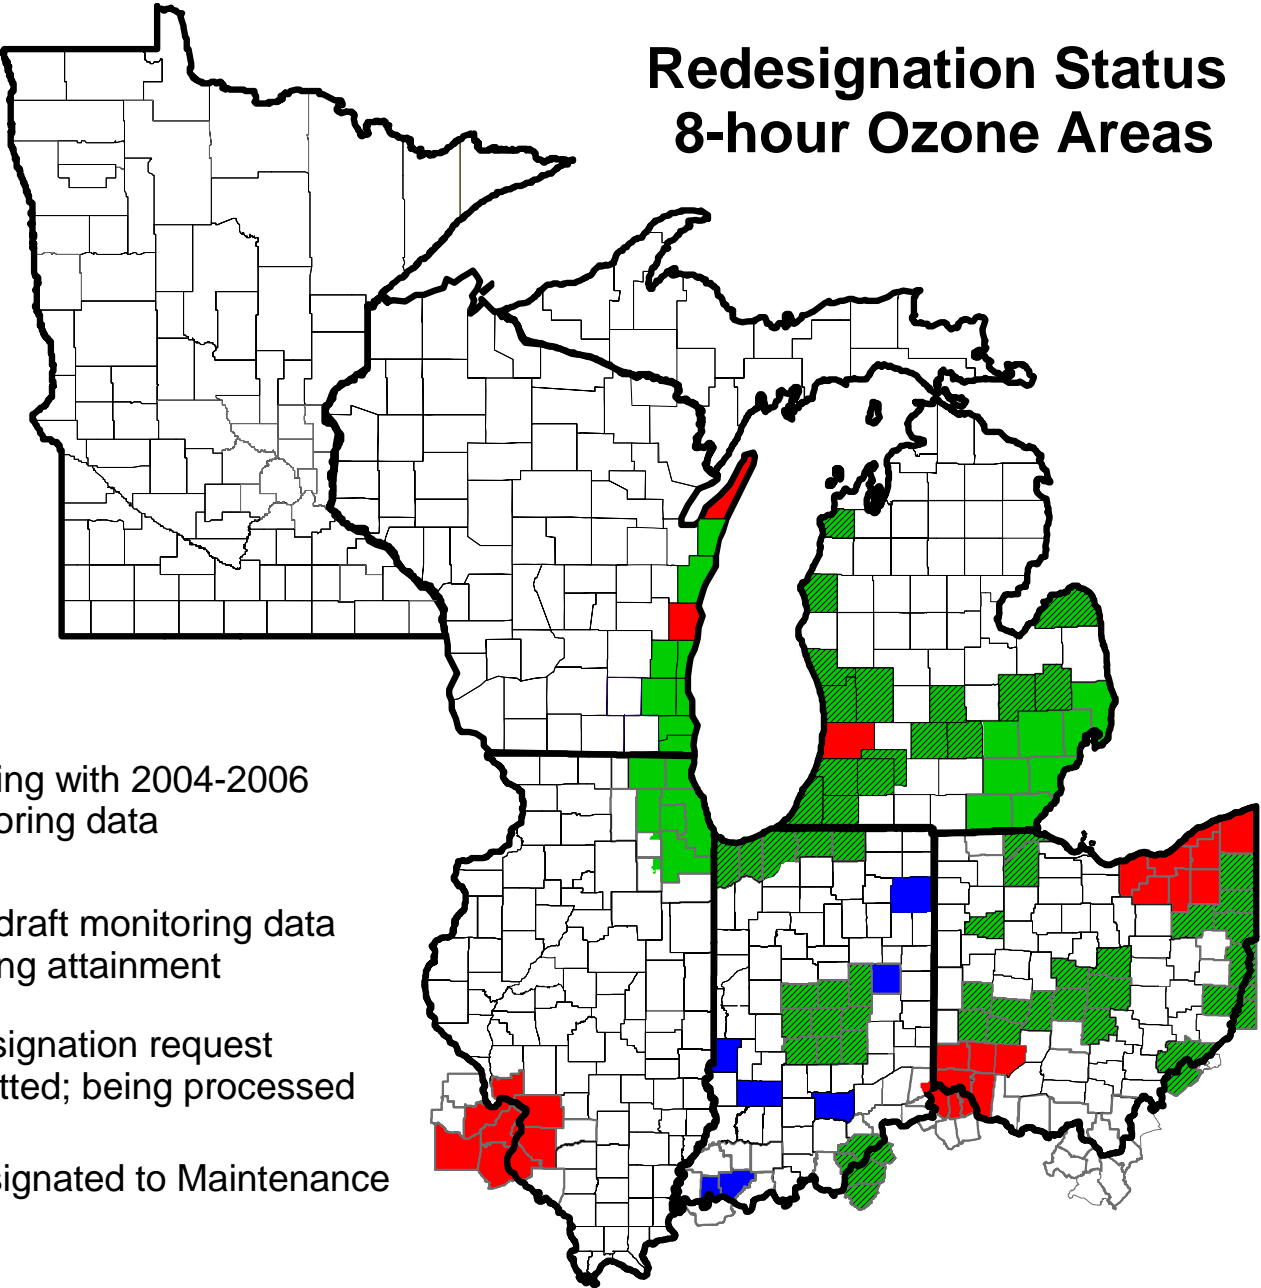 Redesignation Status
8-hour Ozone Areas
ing with 2004-2006
oring data
draft monitoring data
ng attainment
signation request
tted; being processed
signated to Maintenance